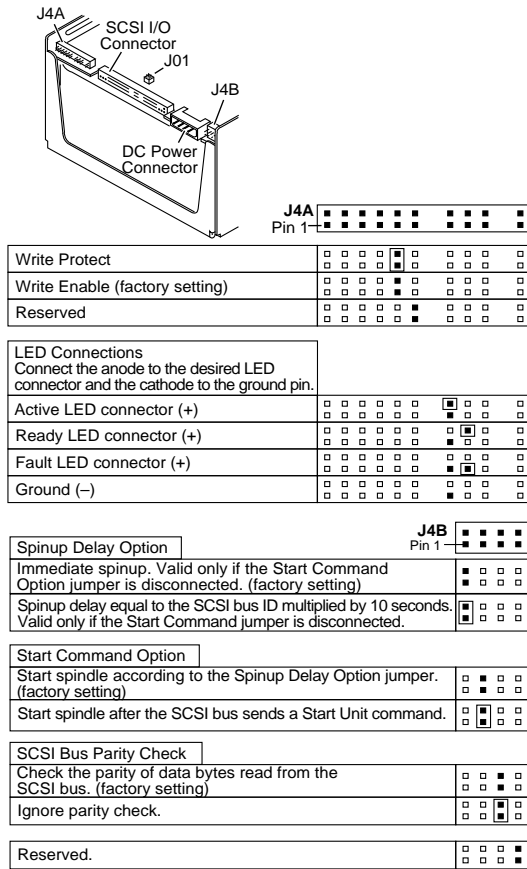 J4A
SCSI I/O
Connector
J01
J4B
DC Power
Connector
J4A
Pin 1
Write Protect
Write Enable (factory setting)
Reserved
LED Connections
Connect the anode to the desired LED
connector and the cathode to the ground pin.
Active LED connector (+)
Ready LED connector (+)
Fault LED connector (+)
Ground (–)
J4B
Pin 1
Spinup Delay Option
Immediate spinup. Valid only if the Start Command
Option jumper is disconnected. (factory setting)
Spinup delay equal to the SCSI bus ID multiplied by 10 seconds.
Valid only if the Start Command jumper is disconnected.
Start Command Option
Start spindle according to the Spinup Delay Option jumper.
(factory setting)
Start spindle after the SCSI bus sends a Start Unit command.
SCSI Bus Parity Check
Check the parity of data bytes read from the
SCSI bus. (factory setting)
Ignore parity check.
Reserved.